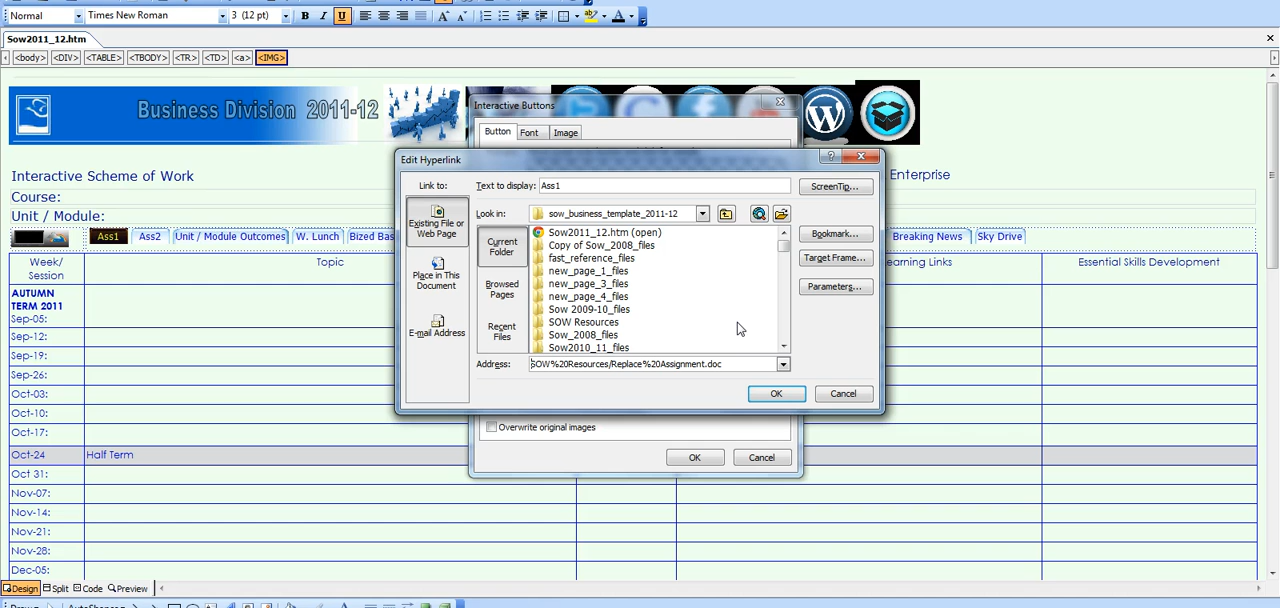 Normal Times New Roman 3 (12 pt) B I U A A A
Sow2011_12.htm
<body> <DIV> <TABLE> <TBODY> <TR> <TD> <a> <IMG>
Business Division 2011-12
Interactive Buttons
Button Font Image
Edit Hyperlink
Interactive Scheme of Work
Enterprise
Course:
Unit / Module:
Link to:
Text to display: Ass1
ScreenTip...
Existing File or
Web Page
Place in This
Document
E-mail Address
Look in: sow_business_template_2011-12
Current
Folder
Browsed
Pages
Recent
Files
Sow2011_12.htm (open)
Copy of Sow_2008_files
fast_reference_files
new_page_1_files
new_page_3_files
new_page_4_files
Sow 2009-10_files
SOW Resources
Sow_2008_files
Sow2010_11_files
Bookmark...
Target Frame...
Parameters...
Address: SOW%20Resources/Replace%20Assignment.doc
OK Cancel
Overwrite original images
OK Cancel
Ass1 Ass2 Unit / Module Outcomes W. Lunch Bized Bas Breaking News Sky Drive
Week/
Session
Topic
earning Links
Essential Skills Development
AUTUMN
TERM 2011
Sep-05:
Sep-12:
Sep-19:
Sep-26:
Oct-03:
Oct-10:
Oct-17:
Oct-24 Half Term
Oct 31:
Nov-07:
Nov-14:
Nov-21:
Nov-28:
Dec-05:
Design Split Code Preview
AutoShapes